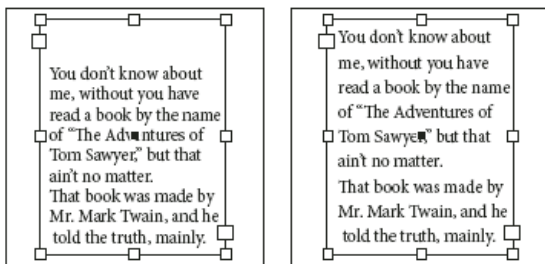 You don't know about
me, without you have
read a book by the name
of “The Adventures of
Tom Sawyer,” but that
ain't no matter.
That book was made by
Mr. Mark Twain, and he
told the truth, mainly.
You don't know about
me, without you have
read a book by the name
of “The Adventures of
Tom Sawyer,” but that
ain't no matter.
That book was made by
Mr. Mark Twain, and he
told the truth, mainly.